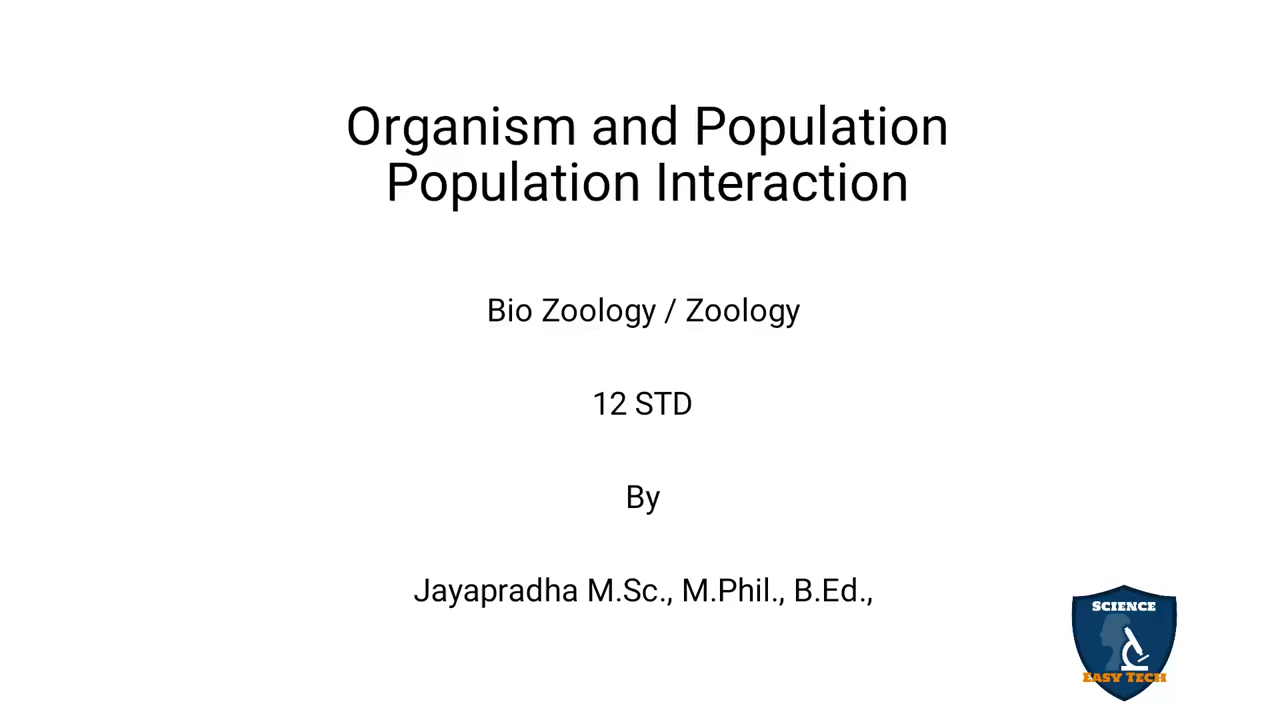 Organism and Population
Population Interaction
Bio Zoology / Zoology
12 STD
By
Jayapradha M.Sc., M.Phil., B.Ed.,
SCIENCE
EASY TECH